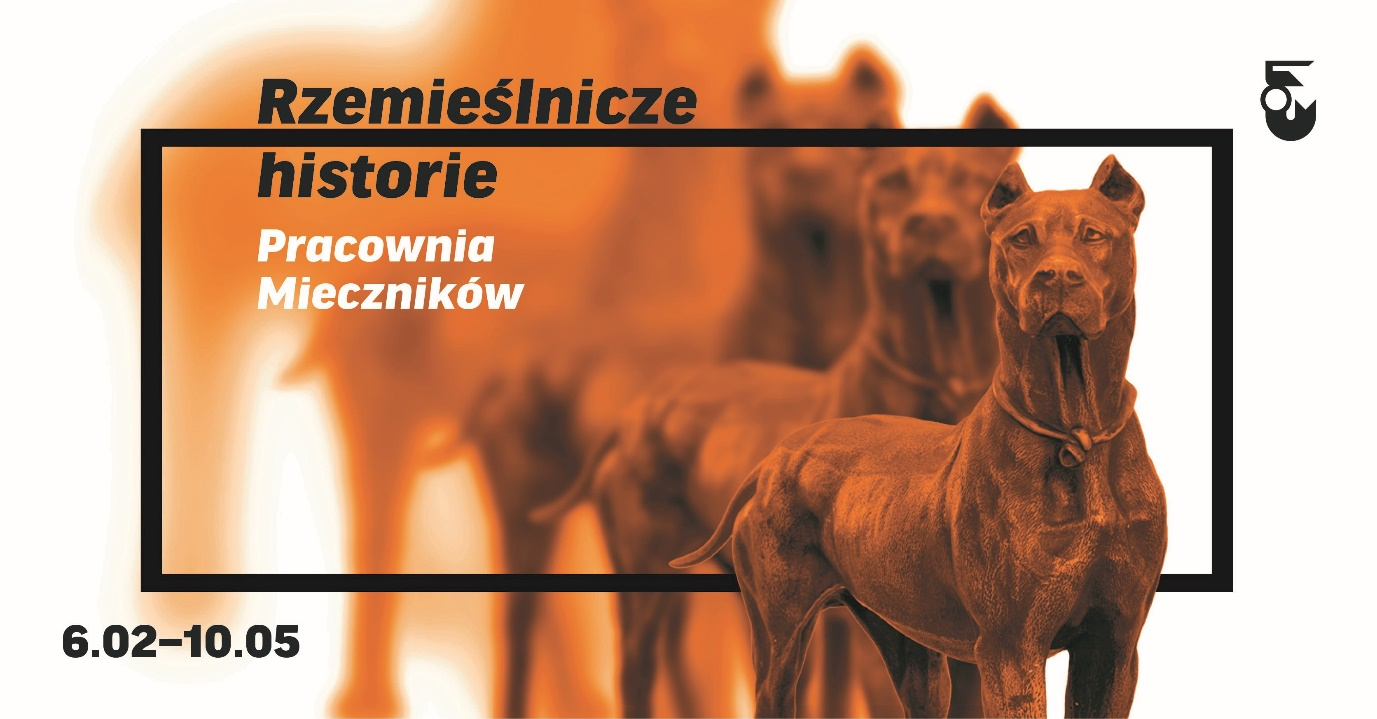 Rzemieślnicze
historie
Pracownia
Mieczników
6.02–10.05